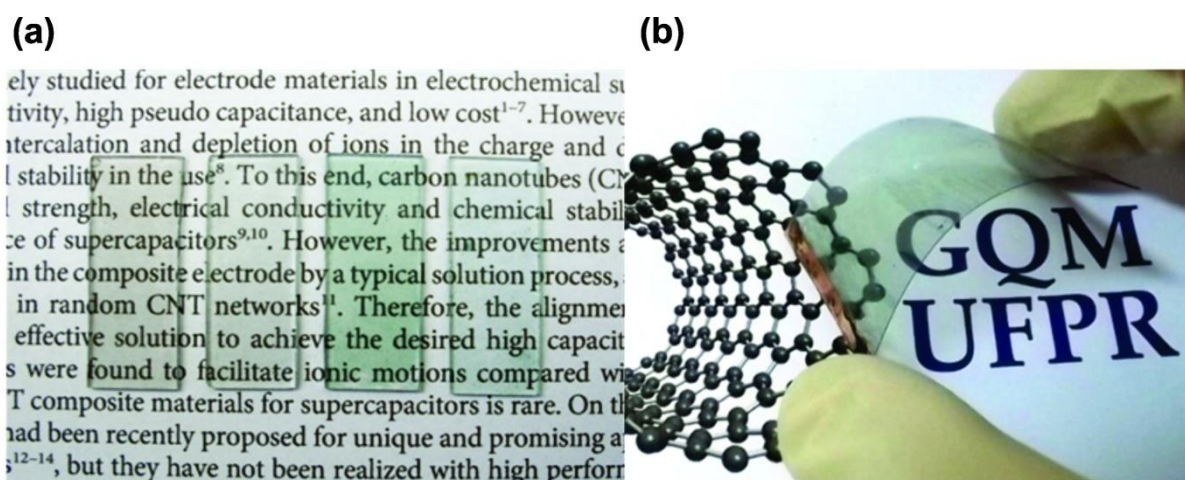 (a)
(b)
ely studied for electrode materials in electrochemical su
tivity, high pseudo capacitance, and low cost¹⁻⁷. Howeve
ntercalation and depletion of ions in the charge and d
l stability in the use⁸. To this end, carbon nanotubes (CN
l strength, electrical conductivity and chemical stabil
ce of supercapacitors⁹,¹⁰. However, the improvements a
in the composite electrode by a typical solution process,
in random CNT networks¹¹. Therefore, the alignme
effective solution to achieve the desired high capacit
s were found to facilitate ionic motions compared wi
T composite materials for supercapacitors is rare. On th
had been recently proposed for unique and promising a
s¹²⁻¹⁴, but they have not been realized with high perform
GQM
UFPR